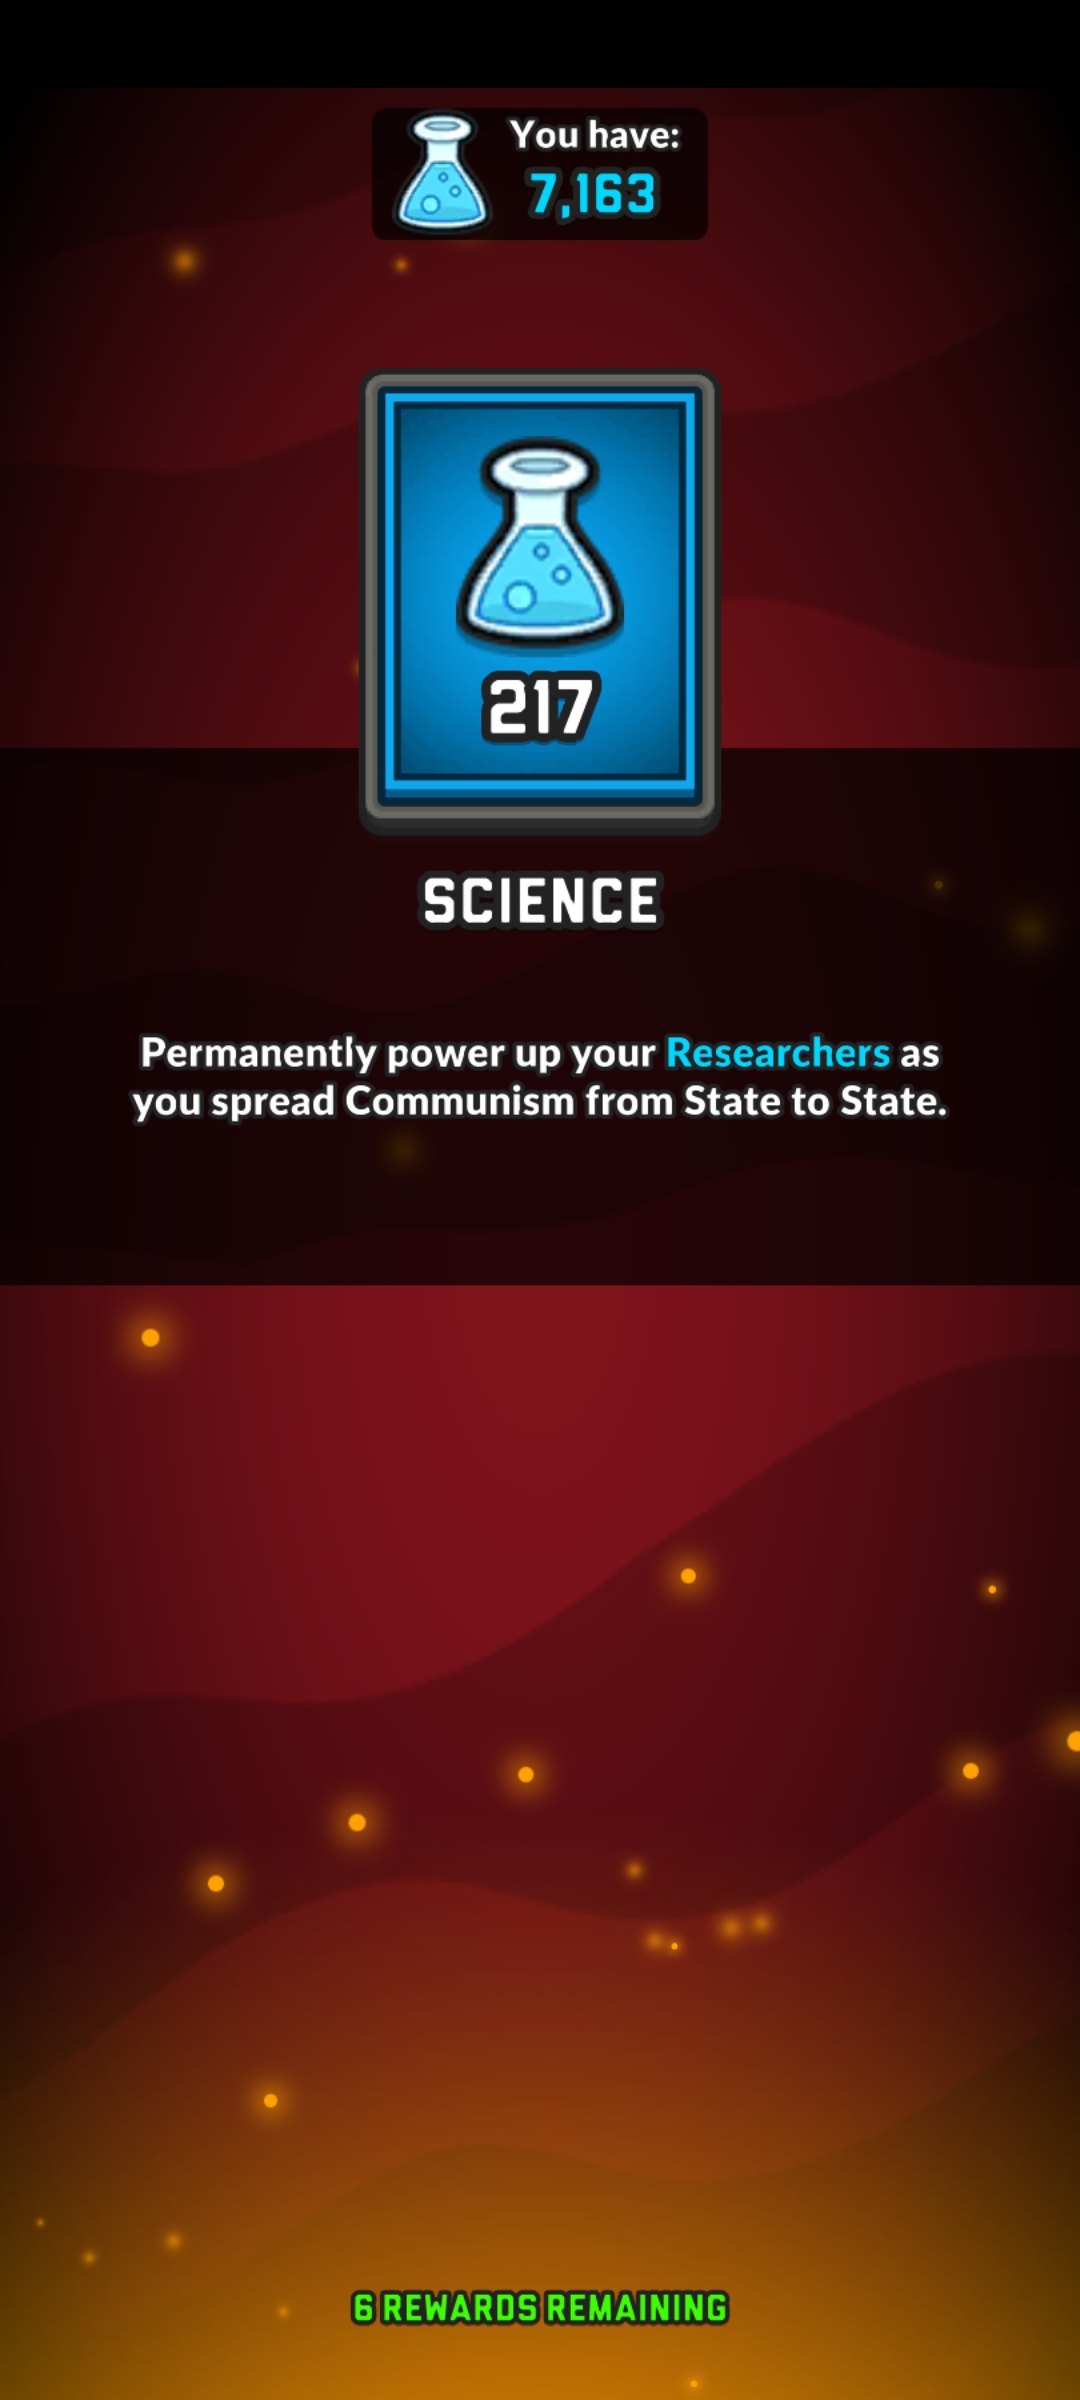 You have:
7,163
217
SCIENCE
Permanently power up your Researchers as
you spread Communism from State to State.
6 REWARDS REMAINING